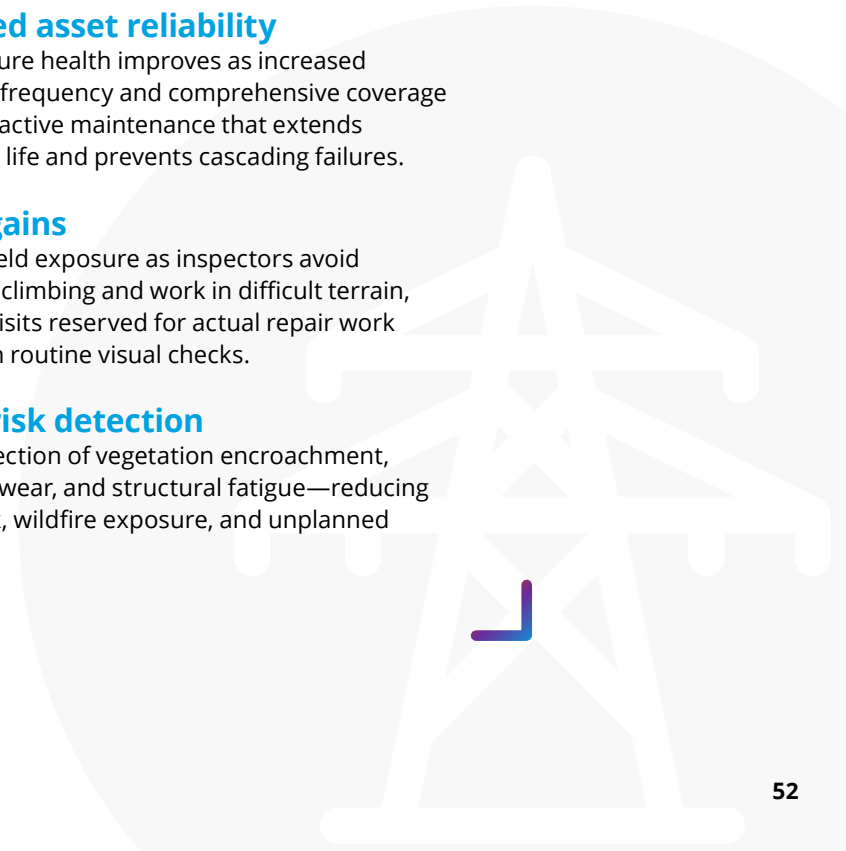 ed asset reliability
ure health improves as increased
frequency and comprehensive coverage
active maintenance that extends
life and prevents cascading failures.
gains
eld exposure as inspectors avoid
climbing and work in difficult terrain,
isits reserved for actual repair work
n routine visual checks.
risk detection
ection of vegetation encroachment,
wear, and structural fatigue—reducing
, wildfire exposure, and unplanned
52